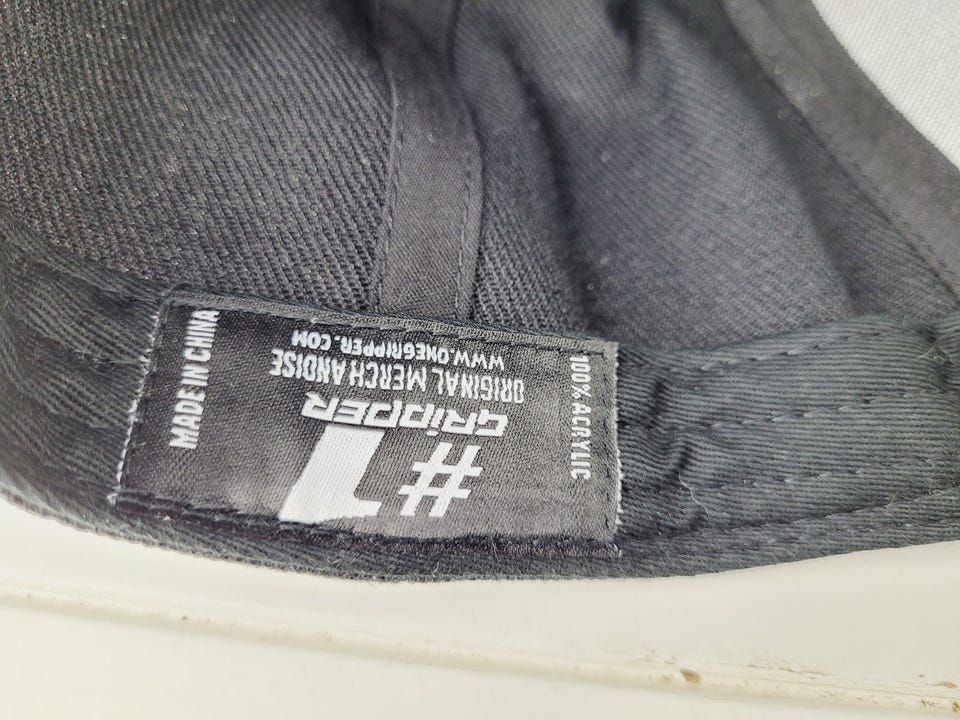 #1
GRiPPER
ORIGINAL MERCHANDISE
WWW.ONEGRIPPER.COM
100% ACRYLIC
MADE IN CHINA